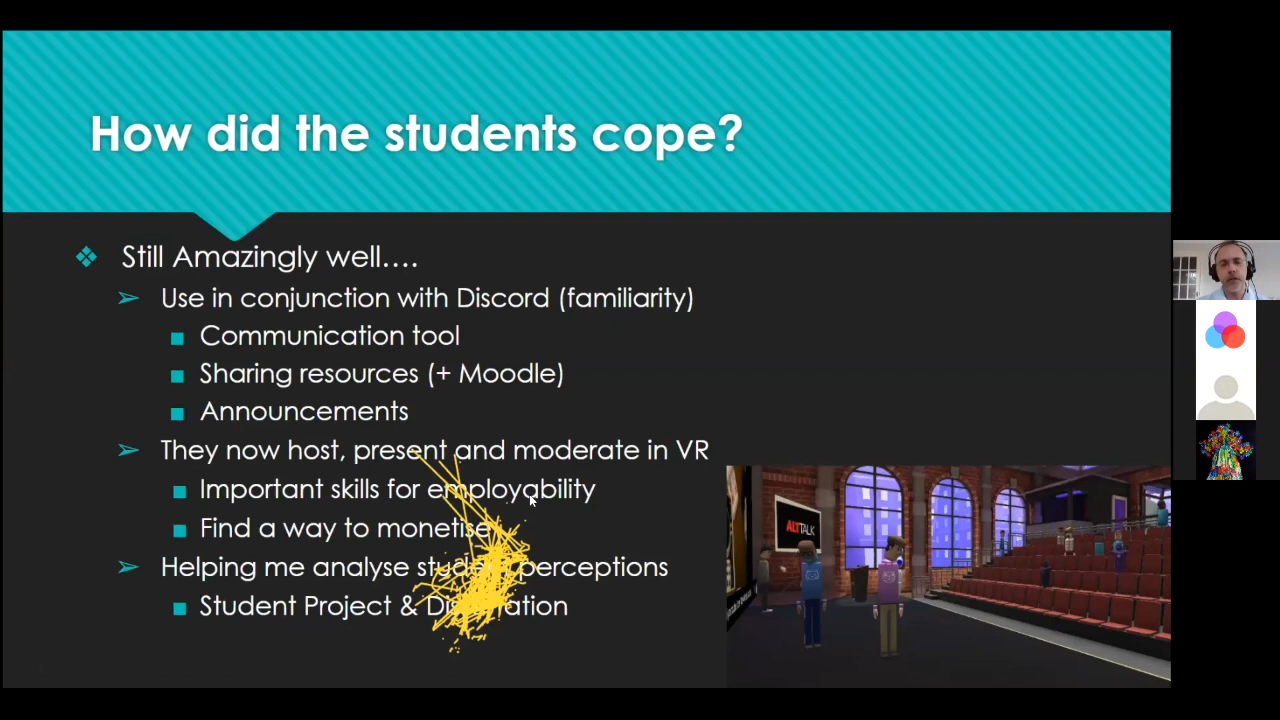 How did the students cope?
Still Amazingly well....
Use in conjunction with Discord (familiarity)
Communication tool
Sharing resources (+ Moodle)
Announcements
They now host, present and moderate in VR
Important skills for employability
Find a way to monetise
Helping me analyse student perceptions
Student Project & Dissertation
ALTTALK